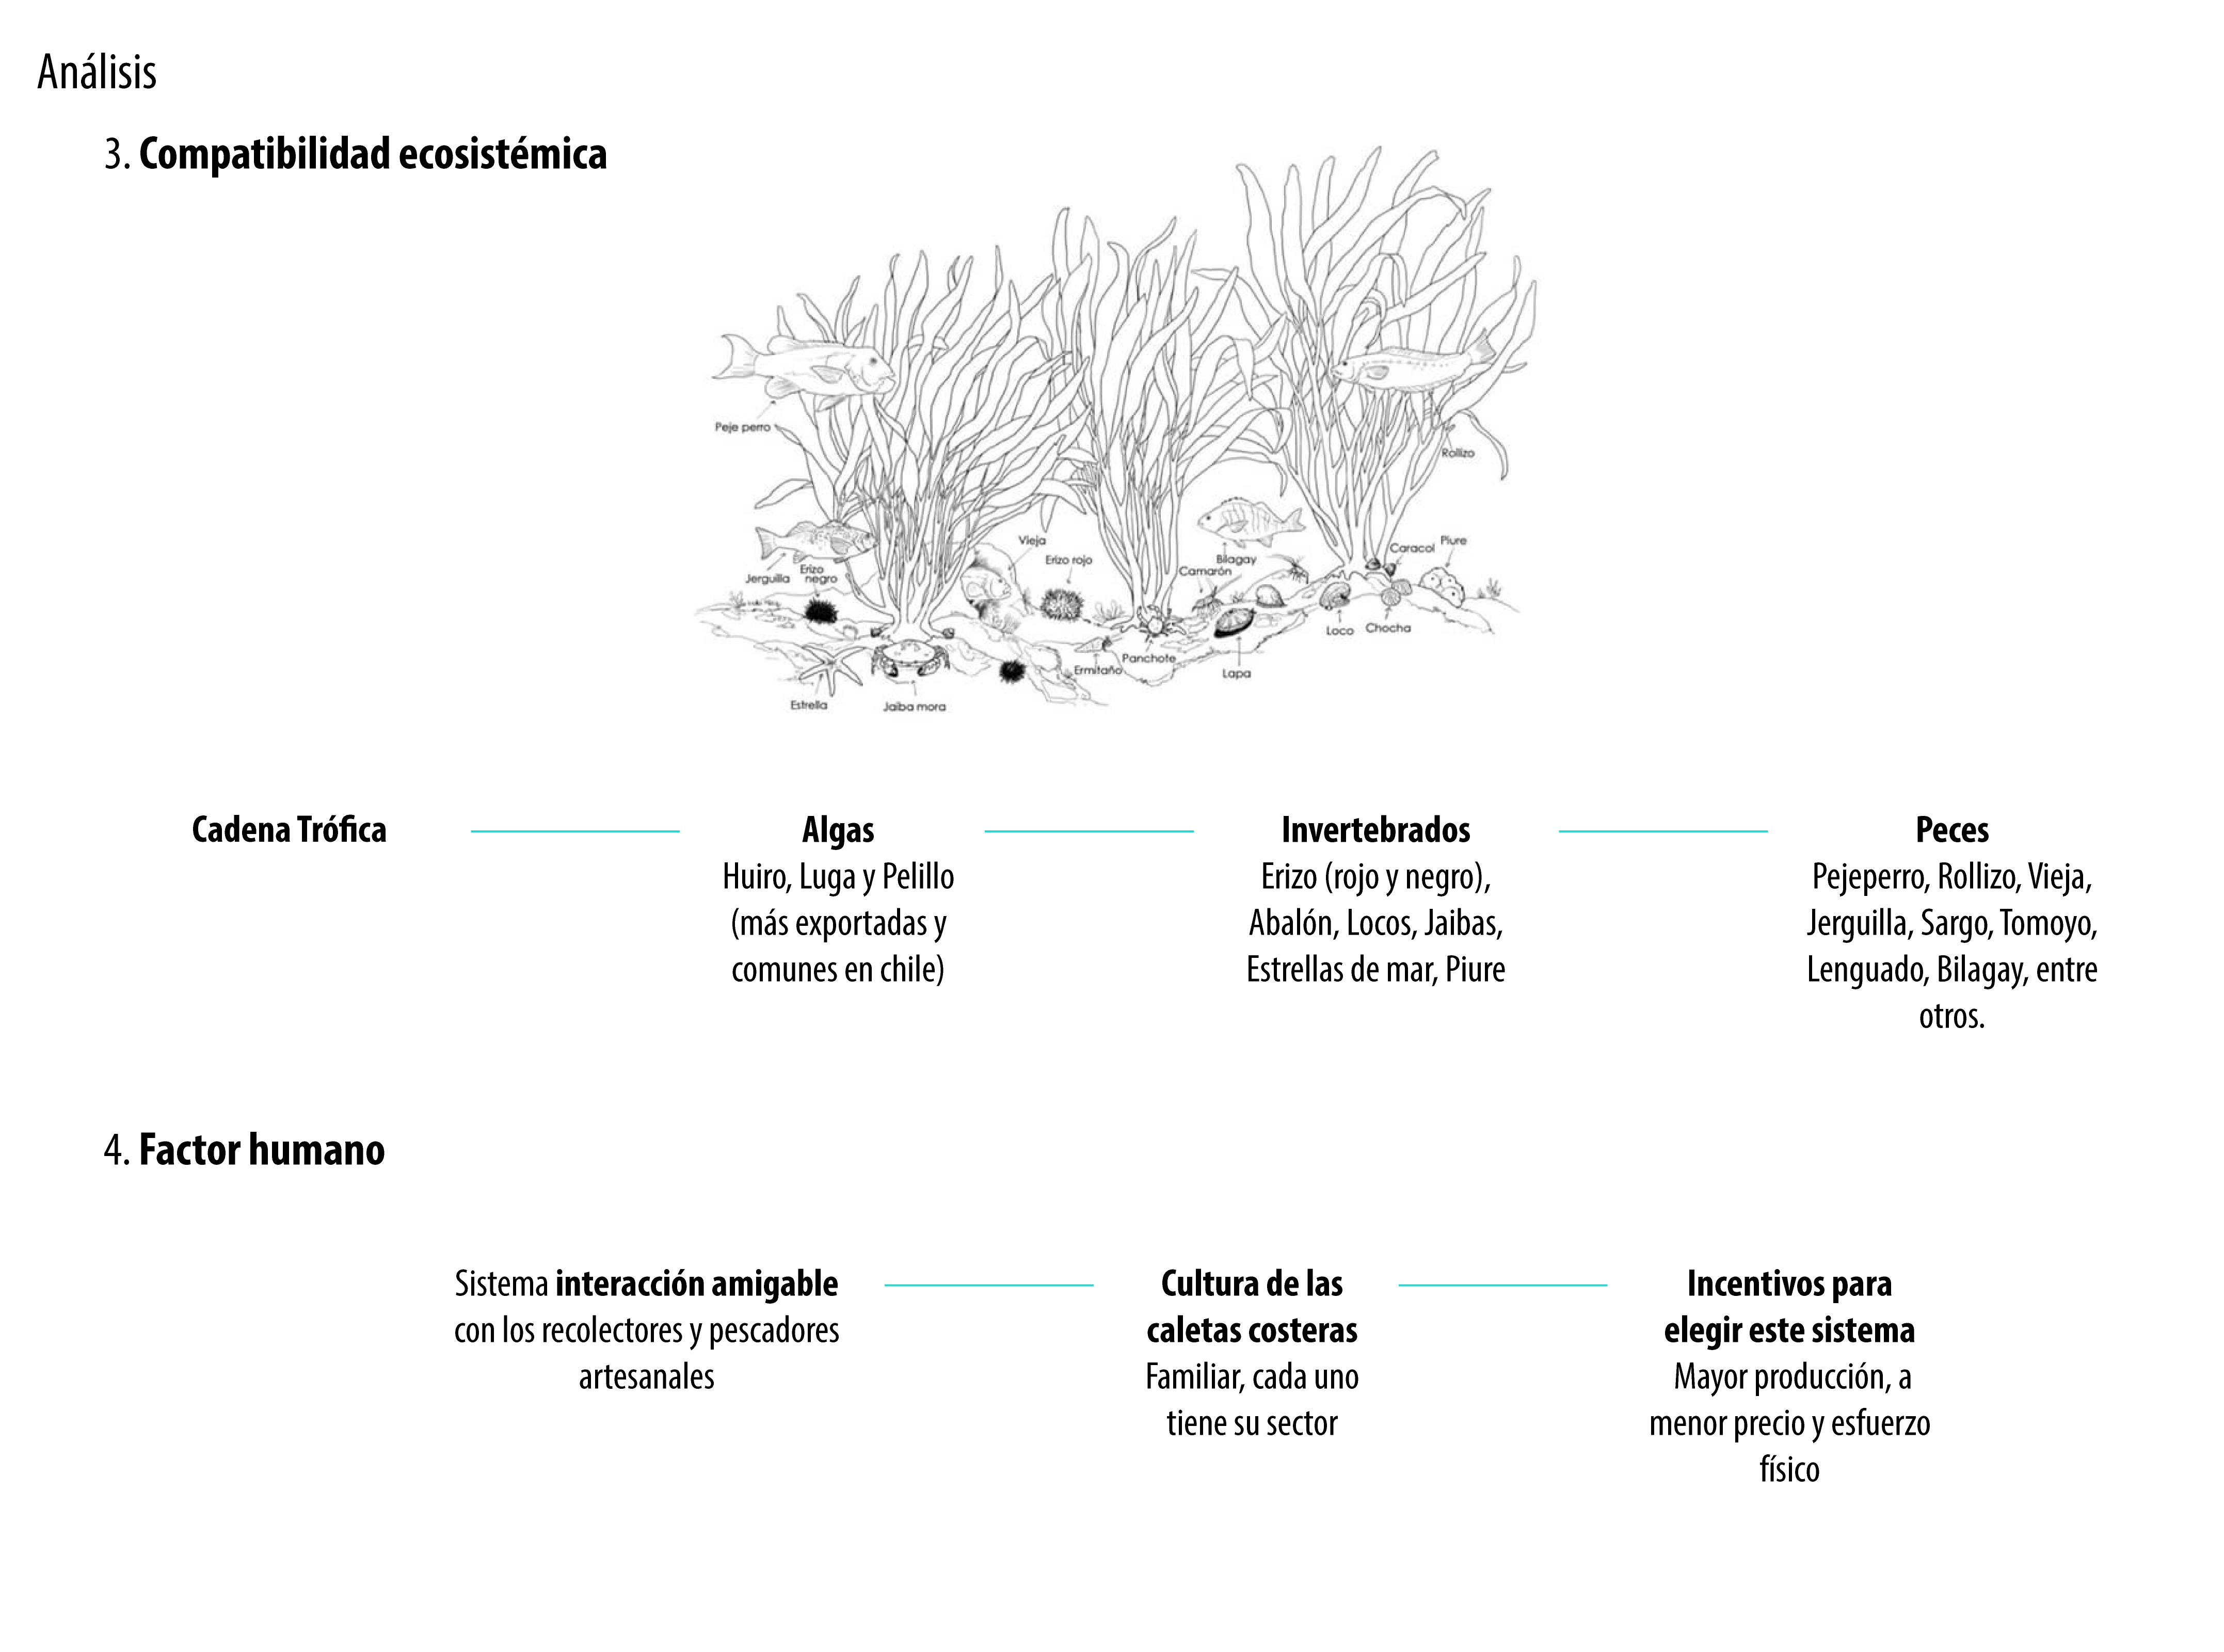 Análisis
3. Compatibilidad ecosistémica
Peje perro
Rollizo
Jerguilla
Erizo
negro
Vieja
Erizo rojo
Camarón
Bilagay
Caracol
Piure
Loco
Chocha
Panchote
Ermitaño
Lapa
Estrella
Jaiba mora
Cadena Trófica
Algas
Huiro, Luga y Pelillo
(más exportadas y
comunes en chile)
Invertebrados
Erizo (rojo y negro),
Abalón, Locos, Jaibas,
Estrellas de mar, Piure
Peces
Pejeperro, Rollizo, Vieja,
Jerguilla, Sargo, Tomoyo,
Lenguado, Bilagay, entre
otros.
4. Factor humano
Sistema interacción amigable
con los recolectores y pescadores
artesanales
Cultura de las
caletas costeras
Familiar, cada uno
tiene su sector
Incentivos para
elegir este sistema
Mayor producción, a
menor precio y esfuerzo
físico